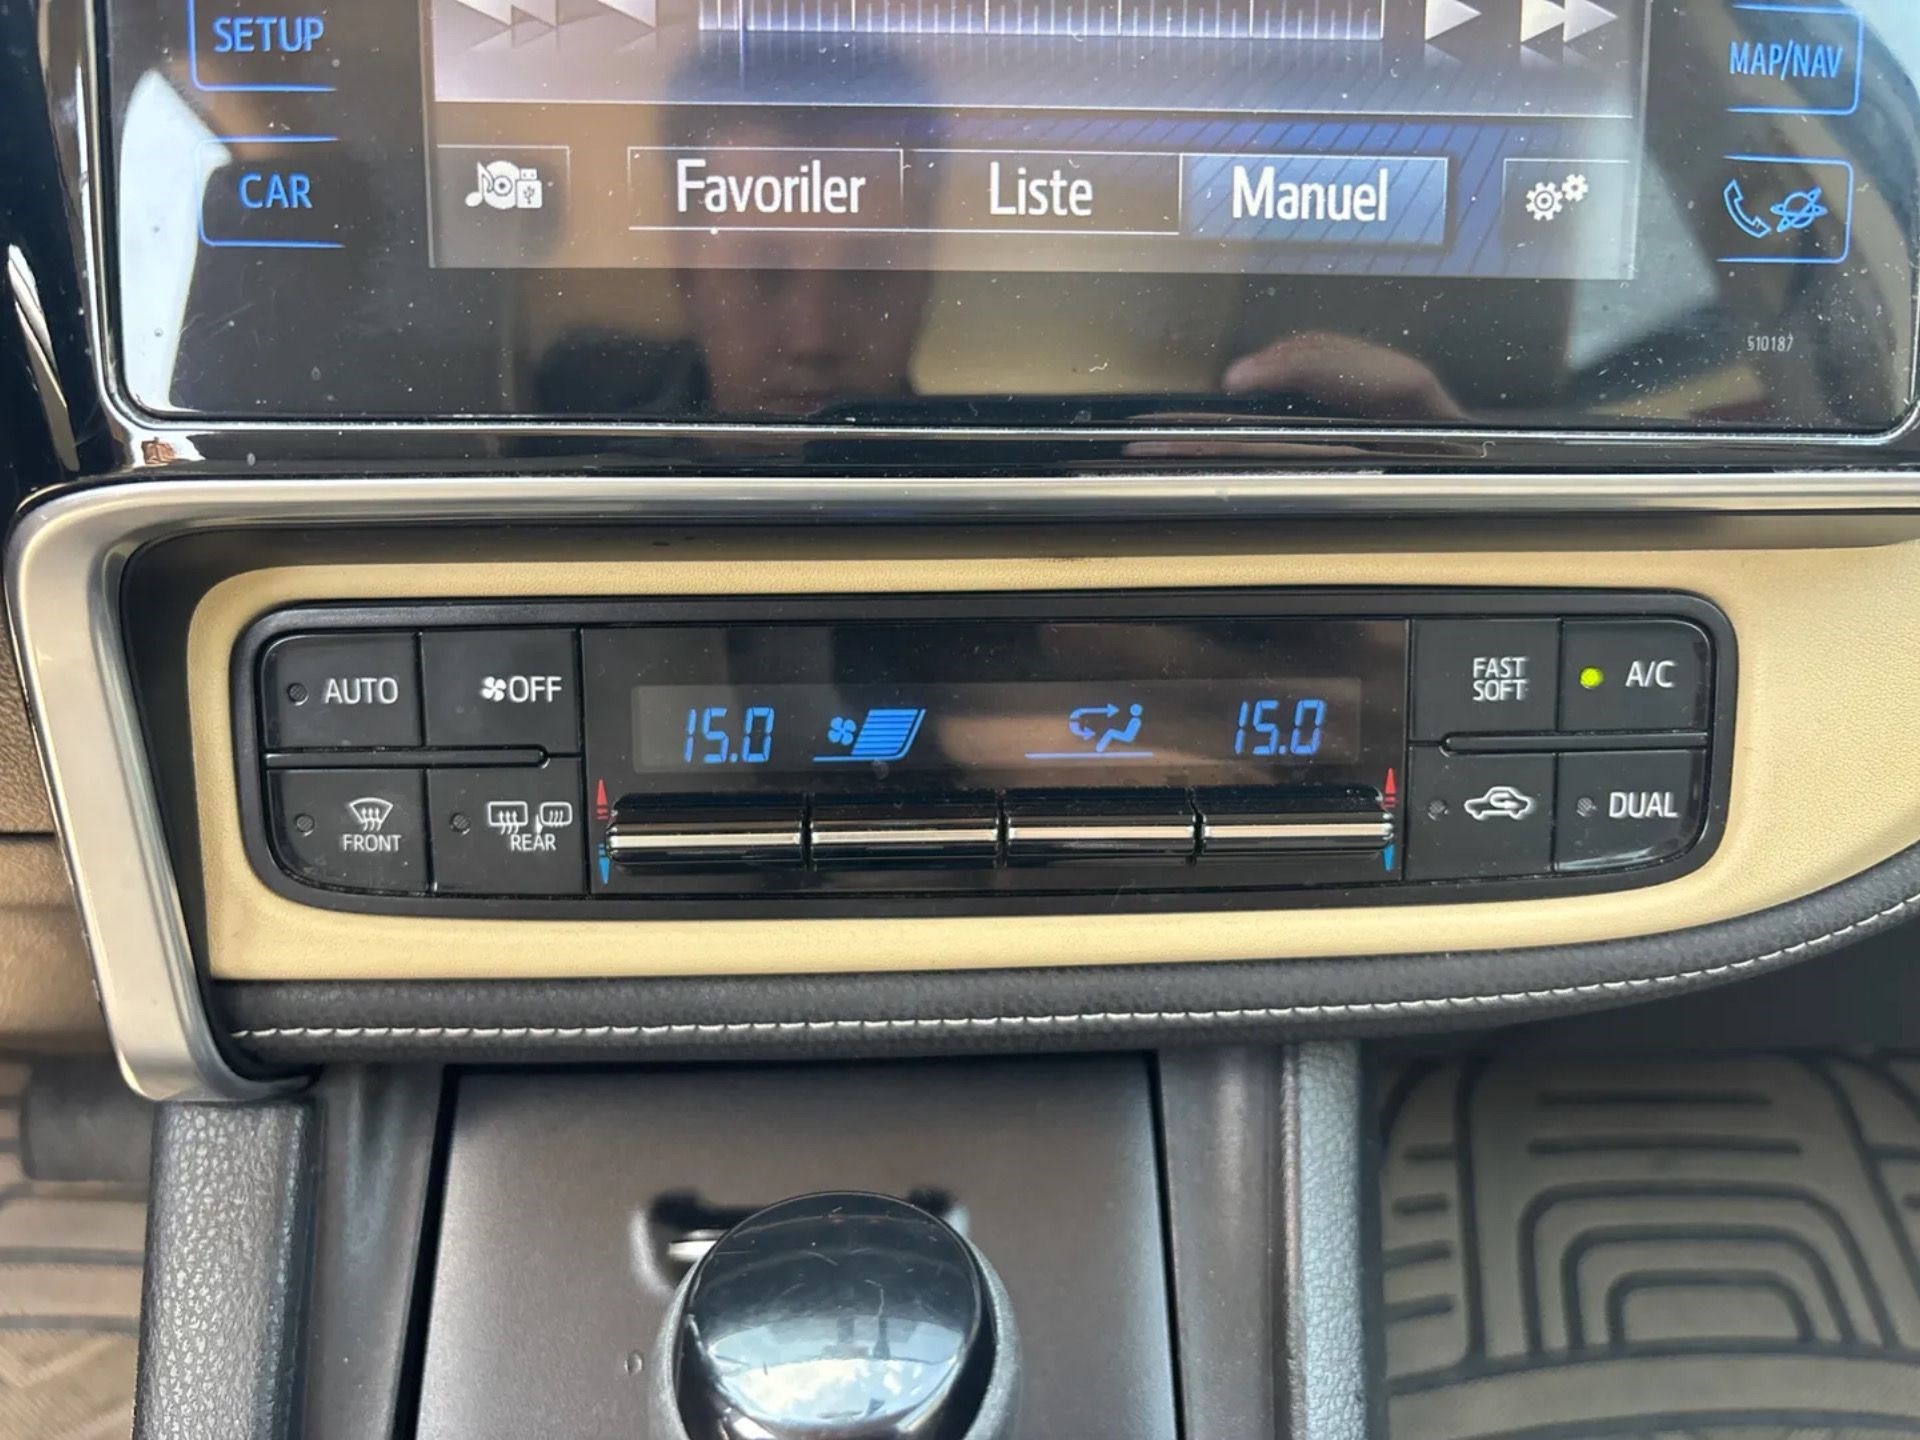 SETUP
MAP/NAV
CAR
Favoriler
Liste
Manuel
510187
AUTO
OFF
15.0
15.0
FAST
SOFT
A/C
FRONT
REAR
DUAL